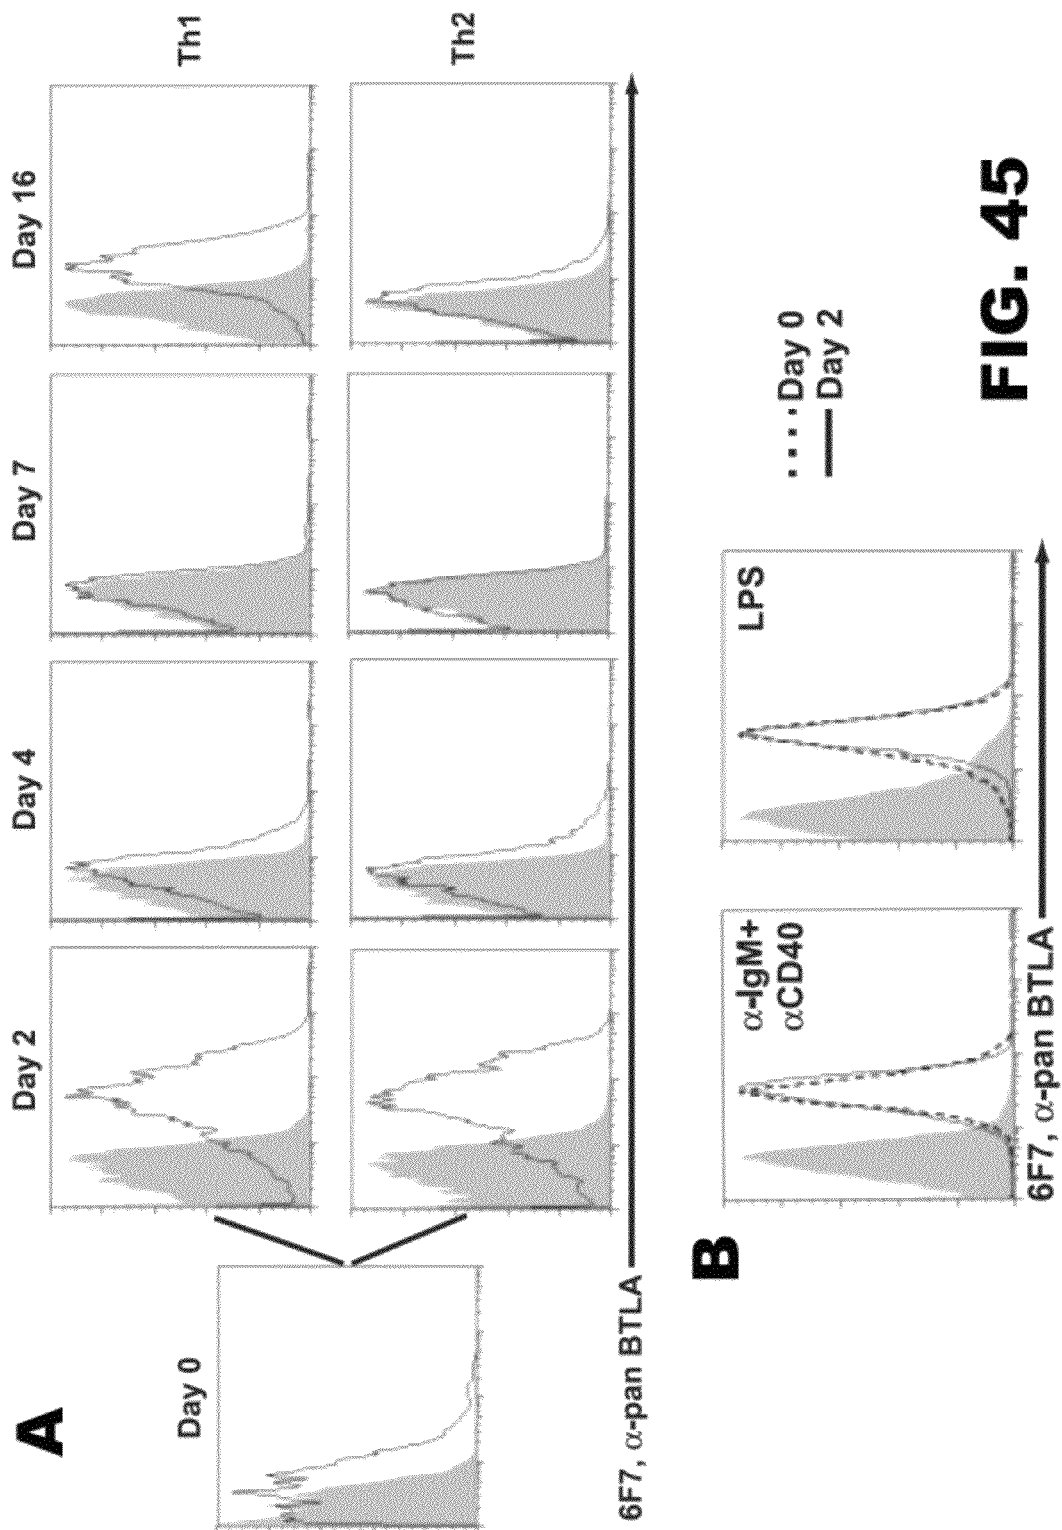 A
Day 0
Day 2
Day 4
Day 7
Day 16
Th1
Th2
6F7, α-pan BTLA
B
α-IgM+
αCD40
LPS
Day 0
Day 2
6F7, α-pan BTLA
FIG. 45